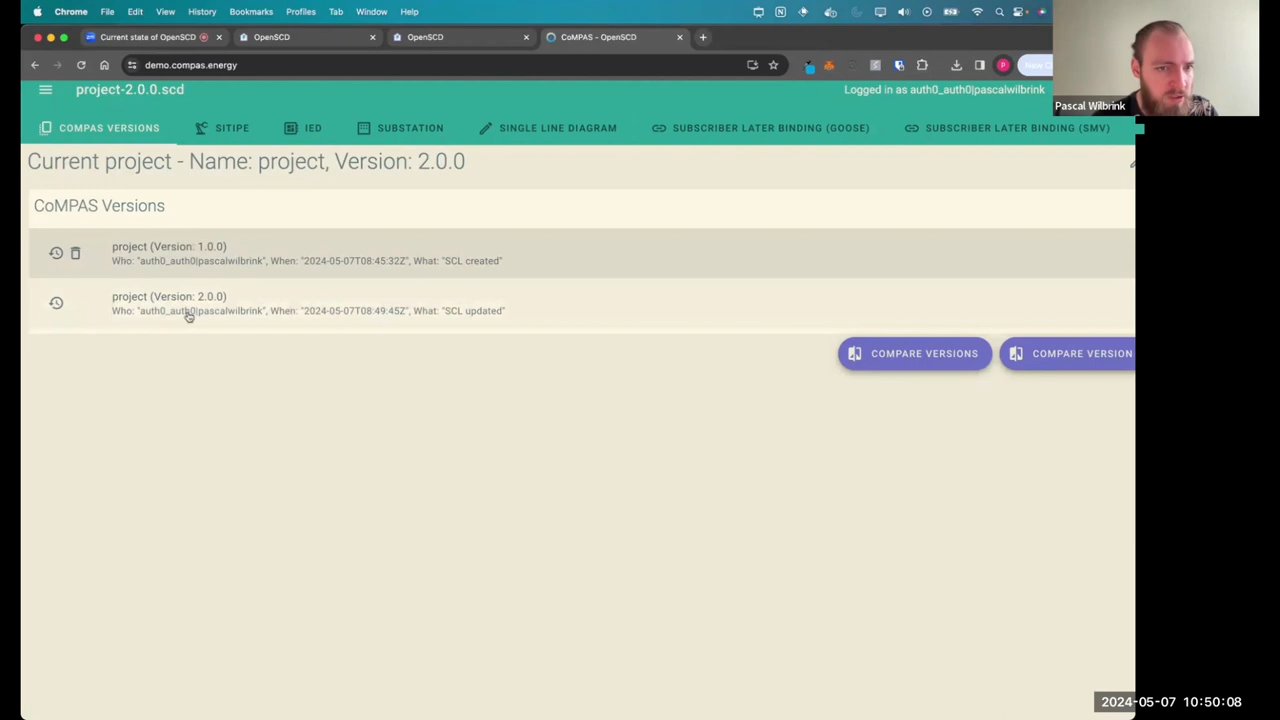 Chrome File Edit View History Bookmarks Profiles Tab Window Help
Current state of OpenSCD
OpenSCD
OpenSCD
CoMPAS - OpenSCD
demo.compas.energy
P
project-2.0.0.scd
Logged in as auth0_auth0|pascalwilbrink
Pascal Wilbrink
COMPAS VERSIONS
SITIPE
IED
SUBSTATION
SINGLE LINE DIAGRAM
SUBSCRIBER LATER BINDING (GOOSE)
SUBSCRIBER LATER BINDING (SMV)
Current project - Name: project, Version: 2.0.0
CoMPAS Versions
project (Version: 1.0.0)
Who: "auth0_auth0|pascalwilbrink", When: "2024-05-07T08:45:32Z", What: "SCL created"
project (Version: 2.0.0)
Who: "auth0_auth0|pascalwilbrink", When: "2024-05-07T08:49:45Z", What: "SCL updated"
COMPARE VERSIONS
COMPARE VERSION
2024-05-07 10:50:08